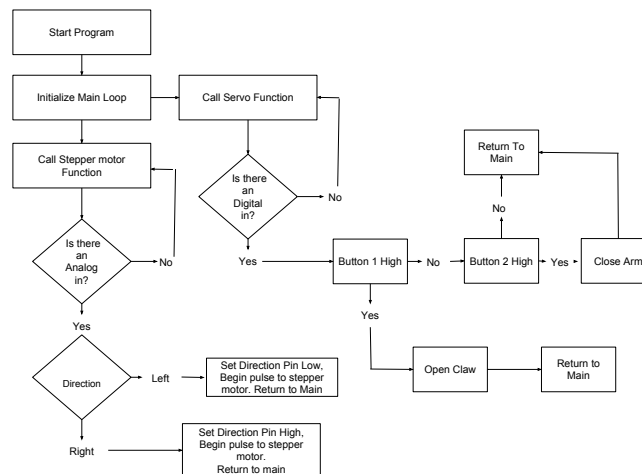 Start Program
Initialize Main Loop
Call Servo Function
Call Stepper motor
Function
Return To
Main
Is there
an
Digital
in?
No
No
Is there
an
Analog
in?
No
Yes
Button 1 High
No
Button 2 High
Yes
Close Arm
Yes
Yes
Direction
Left
Set Direction Pin Low,
Begin pulse to stepper
motor. Return to Main
Open Claw
Return to
Main
Right
Set Direction Pin High,
Begin pulse to stepper
motor.
Return to main